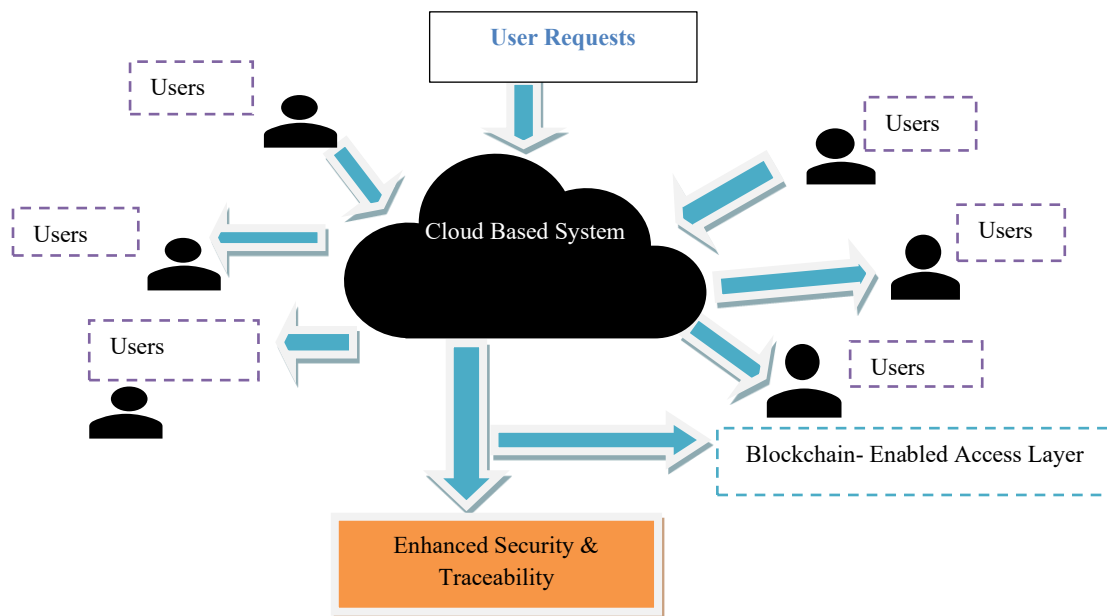 User Requests
Users
Users
Users
Users
Cloud Based System
Users
Users
Blockchain- Enabled Access Layer
Enhanced Security &
Traceability